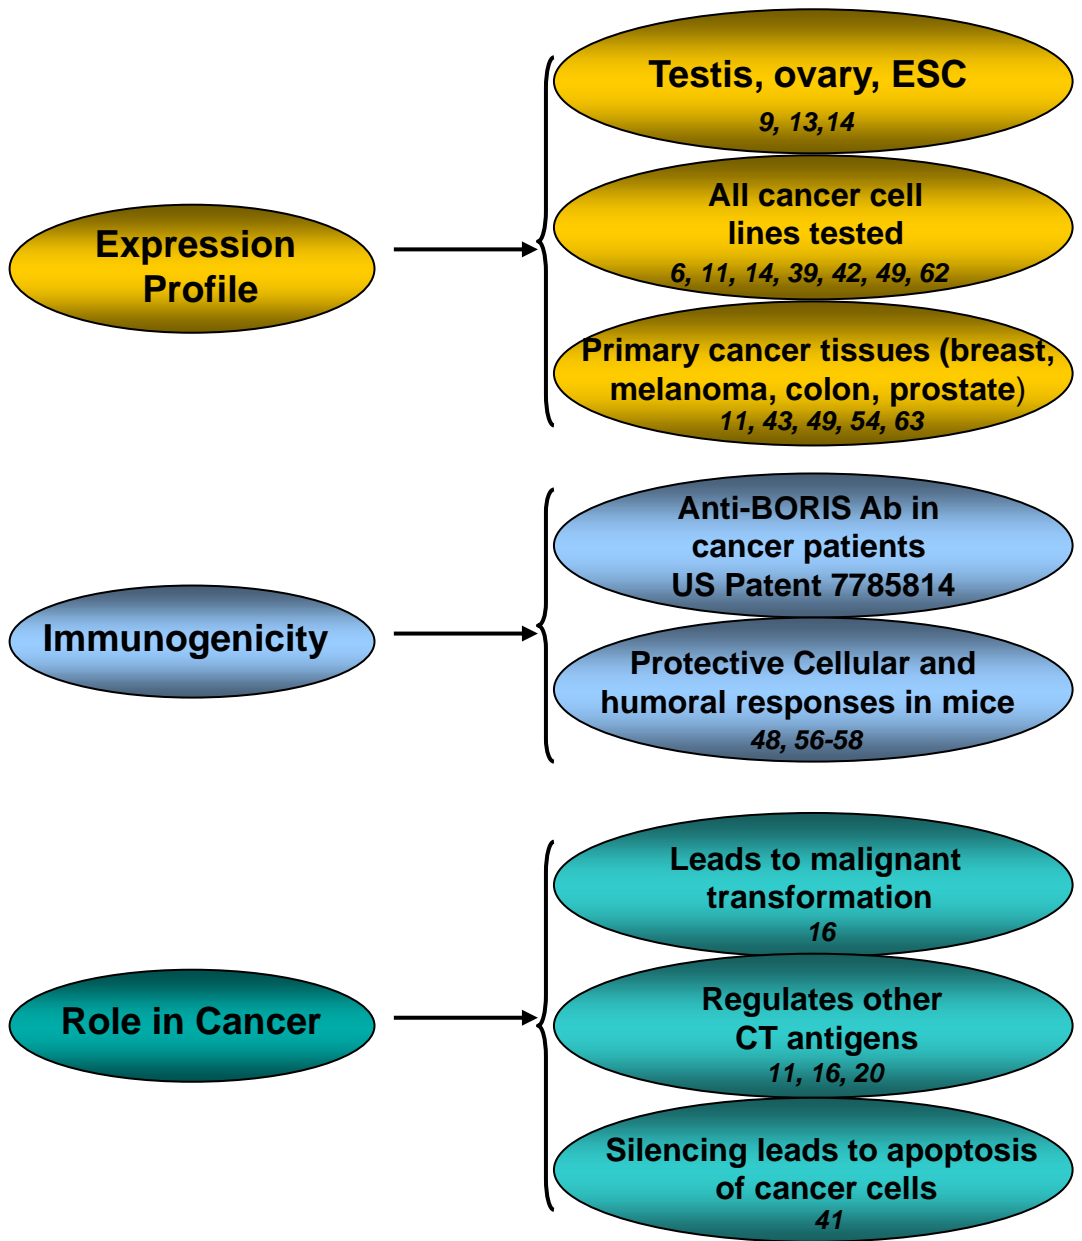 Testis, ovary, ESC
9, 13,14
All cancer cell
lines tested
6, 11, 14, 39, 42, 49, 62
Expression
Profile
Primary cancer tissues (breast,
melanoma, colon, prostate)
11, 43, 49, 54, 63
Anti-BORIS Ab in
cancer patients
US Patent 7785814
Immunogenicity
Protective Cellular and
humoral responses in mice
48, 56-58
Leads to malignant
transformation
16
Role in Cancer
Regulates other
CT antigens
11, 16, 20
Silencing leads to apoptosis
of cancer cells
41